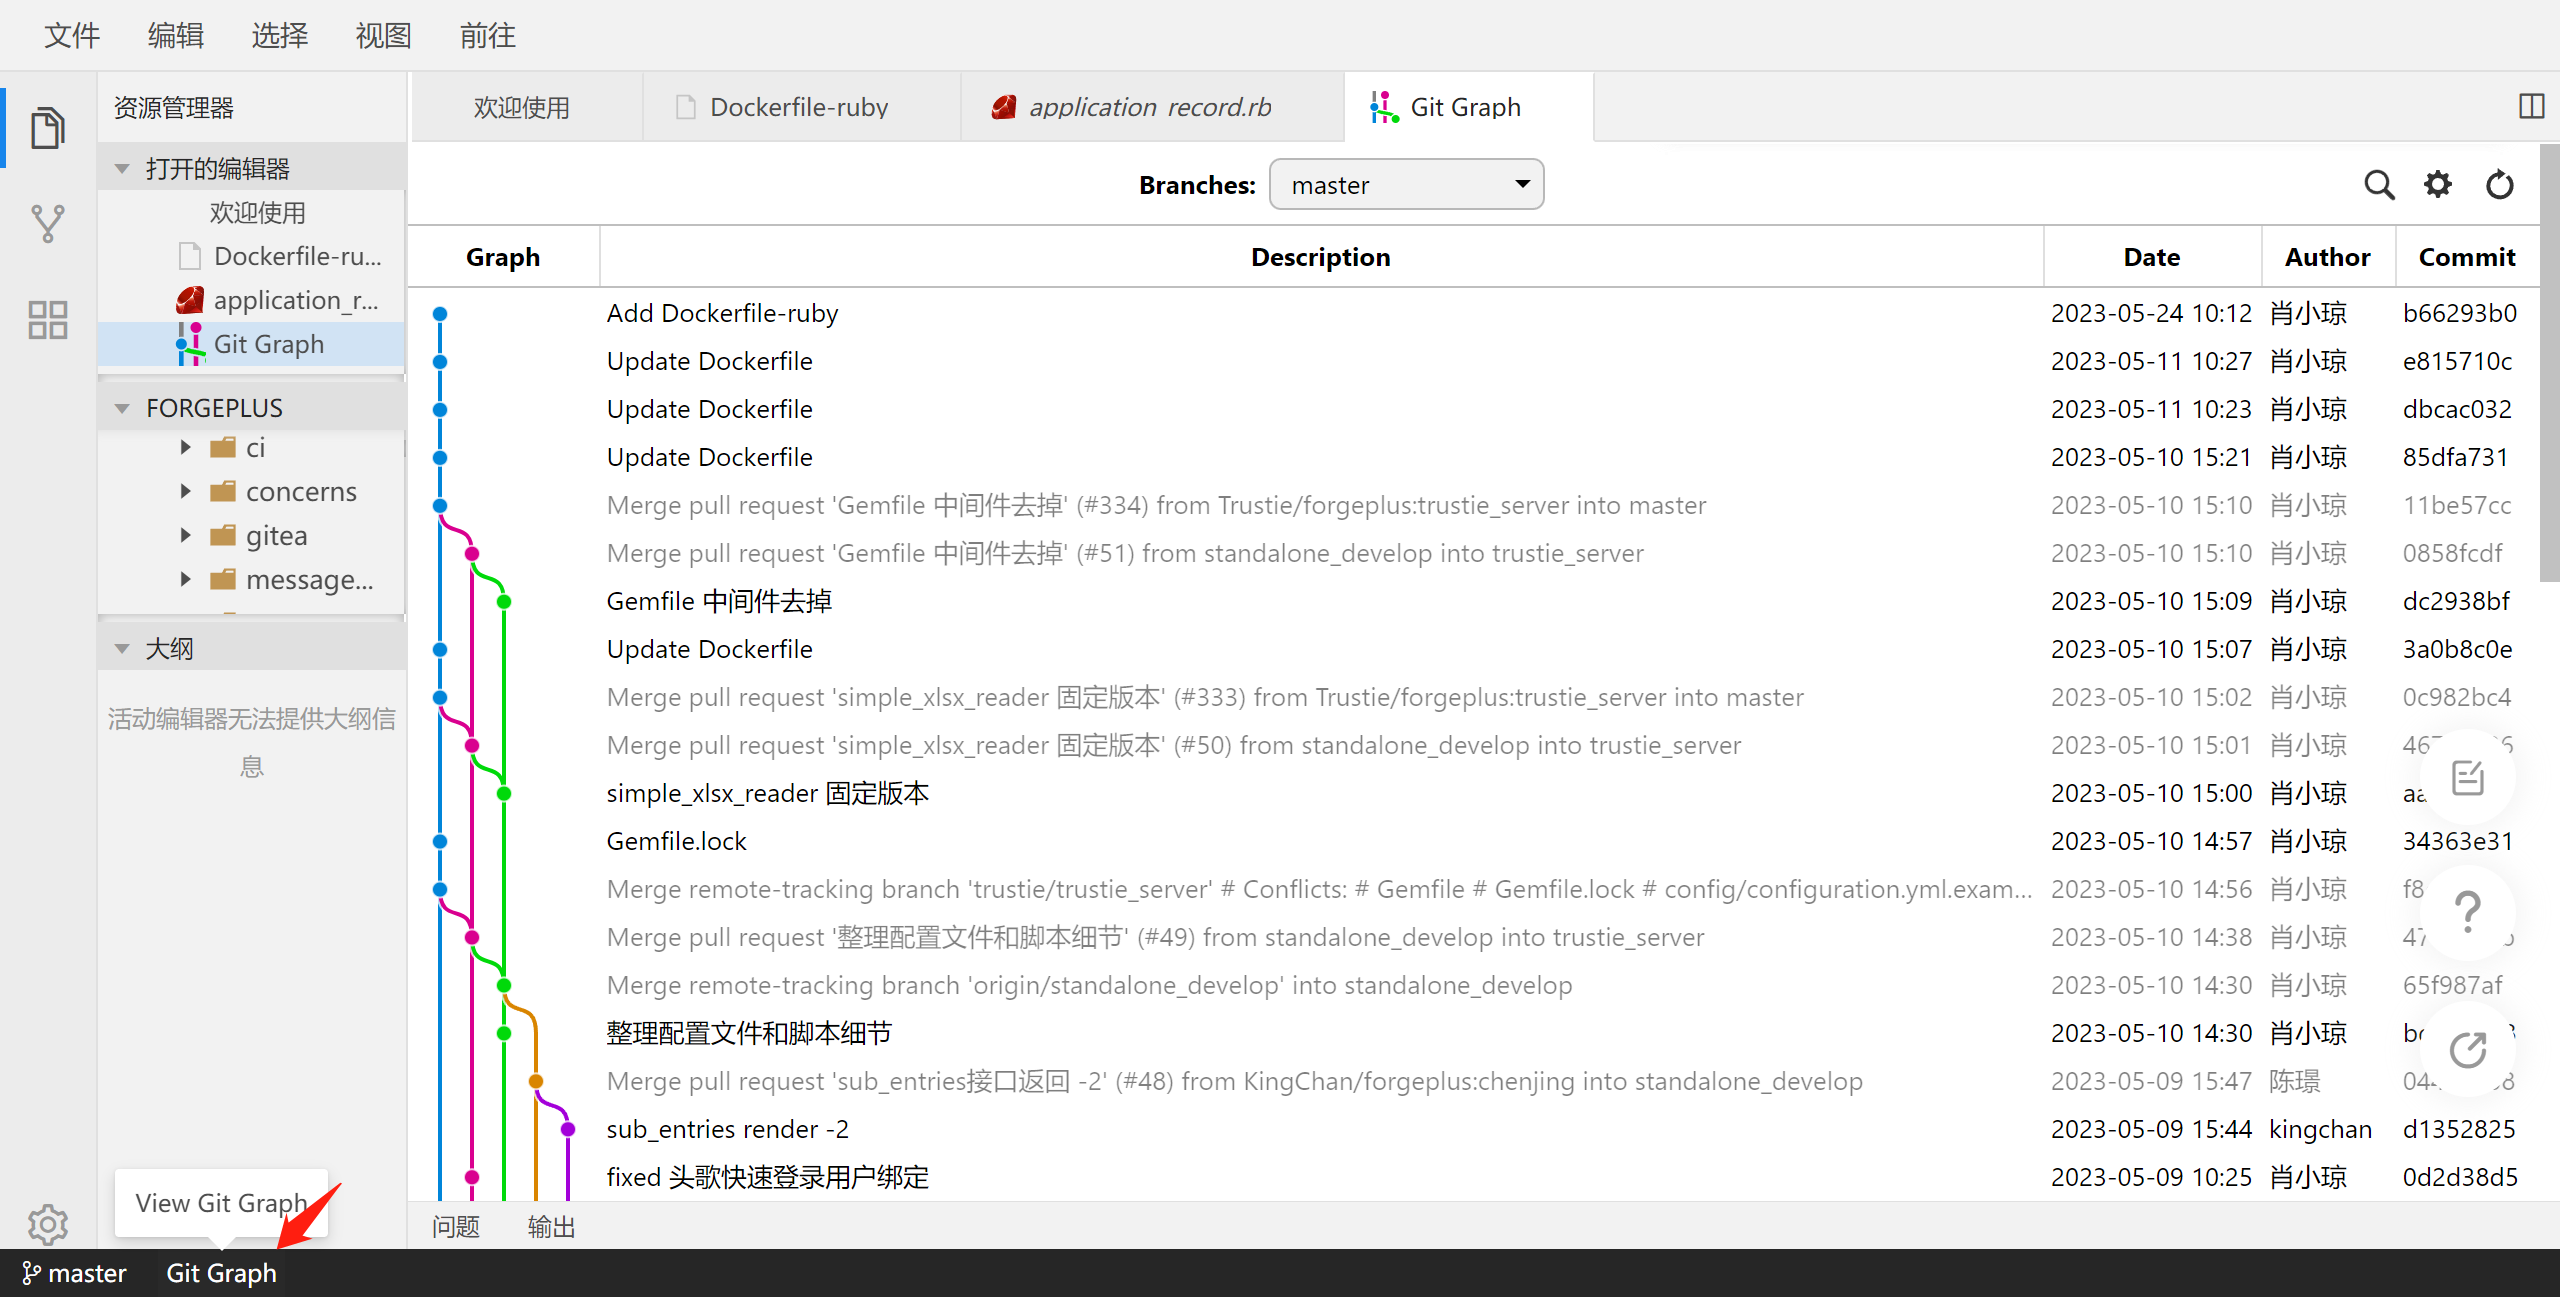 文件 编辑 选择 视图 前往
资源管理器
打开的编辑器
欢迎使用
Dockerfile-ru...
application_r...
Git Graph
FORGEPLUS
ci
concerns
gitea
message...
大纲
活动编辑器无法提供大纲信
息
欢迎使用 Dockerfile-ruby application_record.rb Git Graph
Branches: master
Graph Description Date Author Commit
Add Dockerfile-ruby 2023-05-24 10:12 肖小琼 b66293b0
Update Dockerfile 2023-05-11 10:27 肖小琼 e815710c
Update Dockerfile 2023-05-11 10:23 肖小琼 dbcac032
Update Dockerfile 2023-05-10 15:21 肖小琼 85dfa731
Merge pull request 'Gemfile 中间件去掉' (#334) from Trustie/forgeplus:trustie_server into master 2023-05-10 15:10 肖小琼 11be57cc
Merge pull request 'Gemfile 中间件去掉' (#51) from standalone_develop into trustie_server 2023-05-10 15:10 肖小琼 0858fcdf
Gemfile 中间件去掉 2023-05-10 15:09 肖小琼 dc2938bf
Update Dockerfile 2023-05-10 15:07 肖小琼 3a0b8c0e
Merge pull request 'simple_xlsx_reader 固定版本' (#333) from Trustie/forgeplus:trustie_server into master 2023-05-10 15:02 肖小琼 0c982bc4
Merge pull request 'simple_xlsx_reader 固定版本' (#50) from standalone_develop into trustie_server 2023-05-10 15:01 肖小琼
simple_xlsx_reader 固定版本 2023-05-10 15:00 肖小琼
Gemfile.lock 2023-05-10 14:57 肖小琼 34363e31
Merge remote-tracking branch 'trustie/trustie_server' # Conflicts: # Gemfile # Gemfile.lock # config/configuration.yml.exam... 2023-05-10 14:56 肖小琼
Merge pull request '整理配置文件和脚本细节' (#49) from standalone_develop into trustie_server 2023-05-10 14:38 肖小琼
Merge remote-tracking branch 'origin/standalone_develop' into standalone_develop 2023-05-10 14:30 肖小琼 65f987af
整理配置文件和脚本细节 2023-05-10 14:30 肖小琼
Merge pull request 'sub_entries接口返回 -2' (#48) from KingChan/forgeplus:chenjing into standalone_develop 2023-05-09 15:47 陈璟
sub_entries render -2 2023-05-09 15:44 kingchan d1352825
fixed 头歌快速登录用户绑定 2023-05-09 10:25 肖小琼 0d2d38d5
问题 输出
View Git Graph
master Git Graph